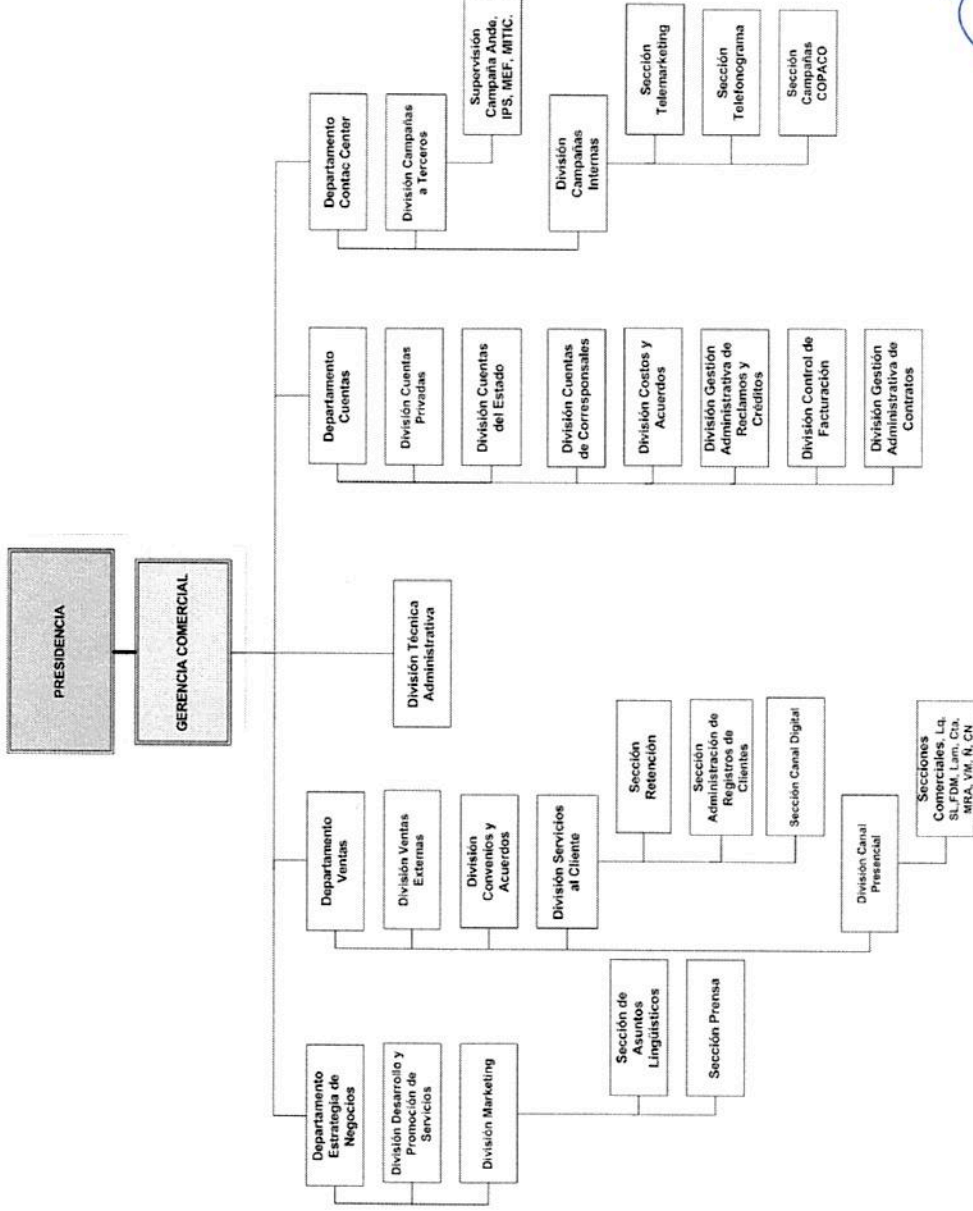 PRESIDENCIA
GERENCIA COMERCIAL
División Técnica
Administrativa
Departamento
Estrategia de
Negocios
División Desarrollo y
Promoción de
Servicios
División Marketing
Sección de
Asuntos
Lingüísticos
Sección Prensa
Departamento
Ventas
División Ventas
Externas
División
Convenios y
Acuerdos
División Servicios
al Cliente
Sección
Retención
Sección
Administración de
Registros de
Clientes
Sección Canal Digital
División Canal
Presencial
Secciones
Comerciales, Lq.
SL,FDM, Lam, Cta,
MRA, VM, Ñ, CN
Departamento
Cuentas
División Cuentas
Privadas
División Cuentas
del Estado
División Cuentas
de Corresponsales
División Costos y
Acuerdos
División Gestión
Administrativa de
Reclamos y
Créditos
División Control de
Facturación
División Gestión
Administrativa de
Contratos
Departamento
Contac Center
División Campañas
a Terceros
Supervisión
Campaña Ande,
IPS, MEF, MITIC.
División
Campañas
Internas
Sección
Telemarketing
Sección
Telefonograma
Sección
Campañas
COPACO